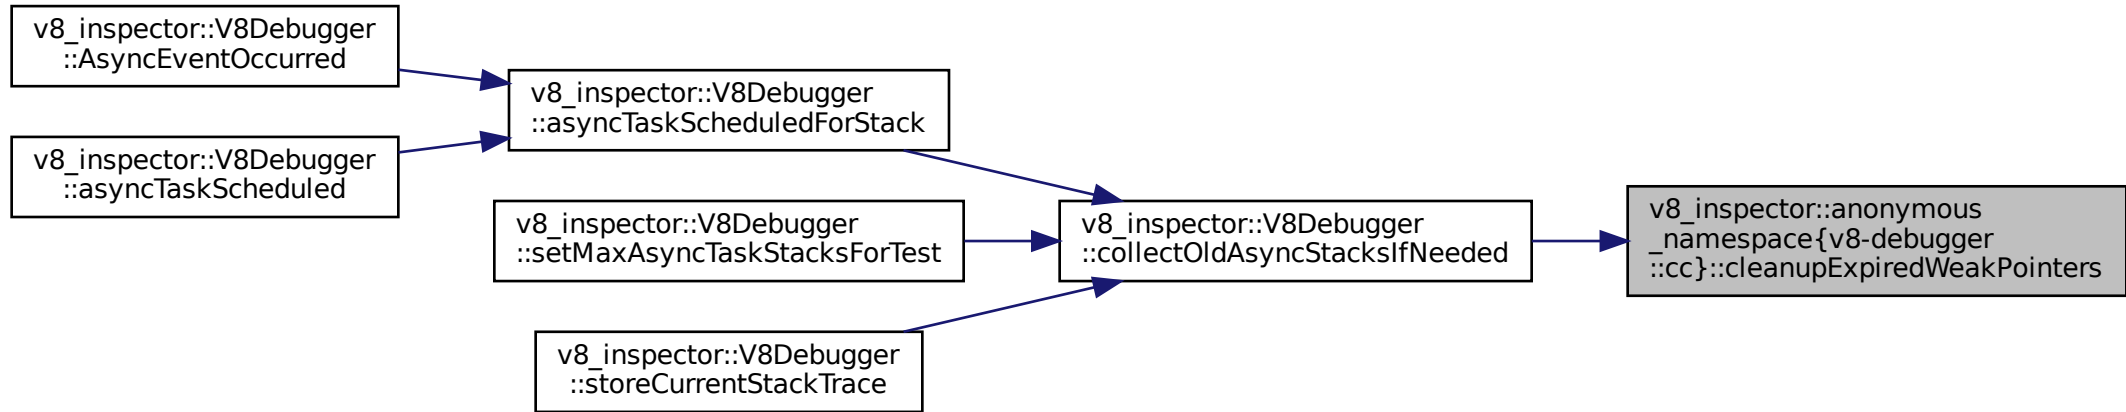 v8_inspector::V8Debugger
::AsyncEventOccurred
v8_inspector::V8Debugger
::asyncTaskScheduled
v8_inspector::V8Debugger
::asyncTaskScheduledForStack
v8_inspector::V8Debugger
::setMaxAsyncTaskStacksForTest
v8_inspector::V8Debugger
::storeCurrentStackTrace
v8_inspector::V8Debugger
::collectOldAsyncStacksIfNeeded
v8_inspector::anonymous
_namespace{v8-debugger
::cc}::cleanupExpiredWeakPointers